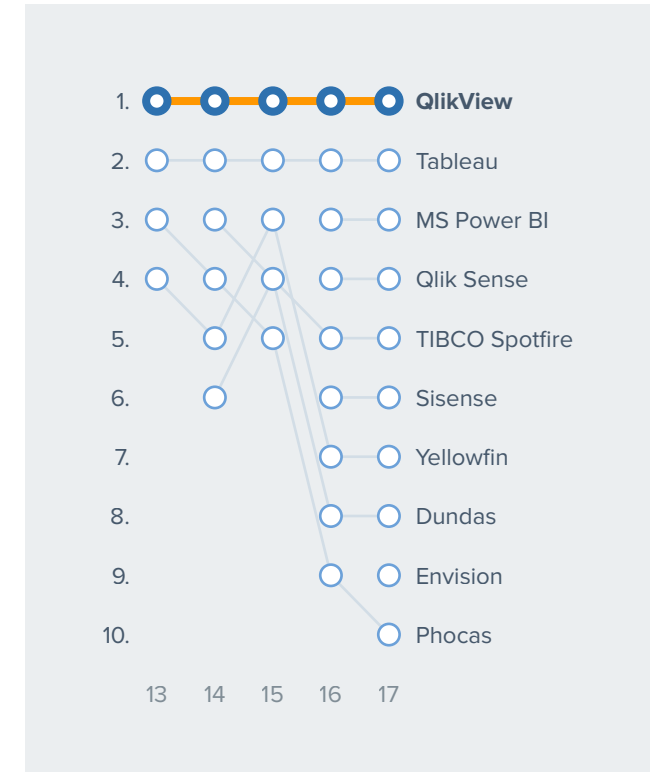 1. QlikView
2. Tableau
3. MS Power BI
4. Qlik Sense
5. TIBCO Spotfire
6. Sisense
7. Yellowfin
8. Dundas
9. Envision
10. Phocas
13 14 15 16 17